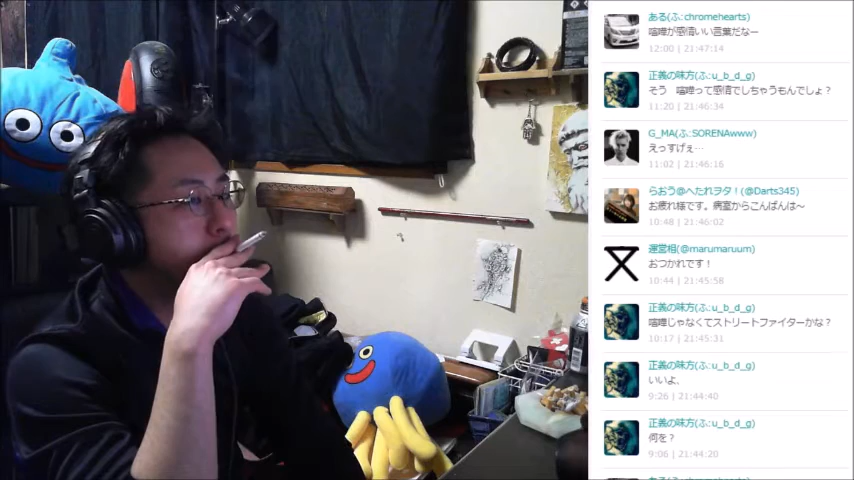 ある(ふ:chromehearts)
喧嘩が感情いい言葉だなー
12:00 | 21:47:14
正義の味方(ふ:u_b_d_g)
そう　喧嘩って感情でしちゃうもんでしょ？
11:20 | 21:46:34
G_MA(ふ:SORENAwww)
えっすげぇ…
11:02 | 21:46:16
らおう@へたれヲタ！(@Darts345)
お疲れ様です。病室からこんばんは～
10:48 | 21:46:02
運営相(@marumaruum)
おつかれです！
10:44 | 21:45:58
正義の味方(ふ:u_b_d_g)
喧嘩じゃなくてストリートファイターかな？
10:17 | 21:45:31
正義の味方(ふ:u_b_d_g)
いいよ、
9:26 | 21:44:40
正義の味方(ふ:u_b_d_g)
何を？
9:06 | 21:44:20